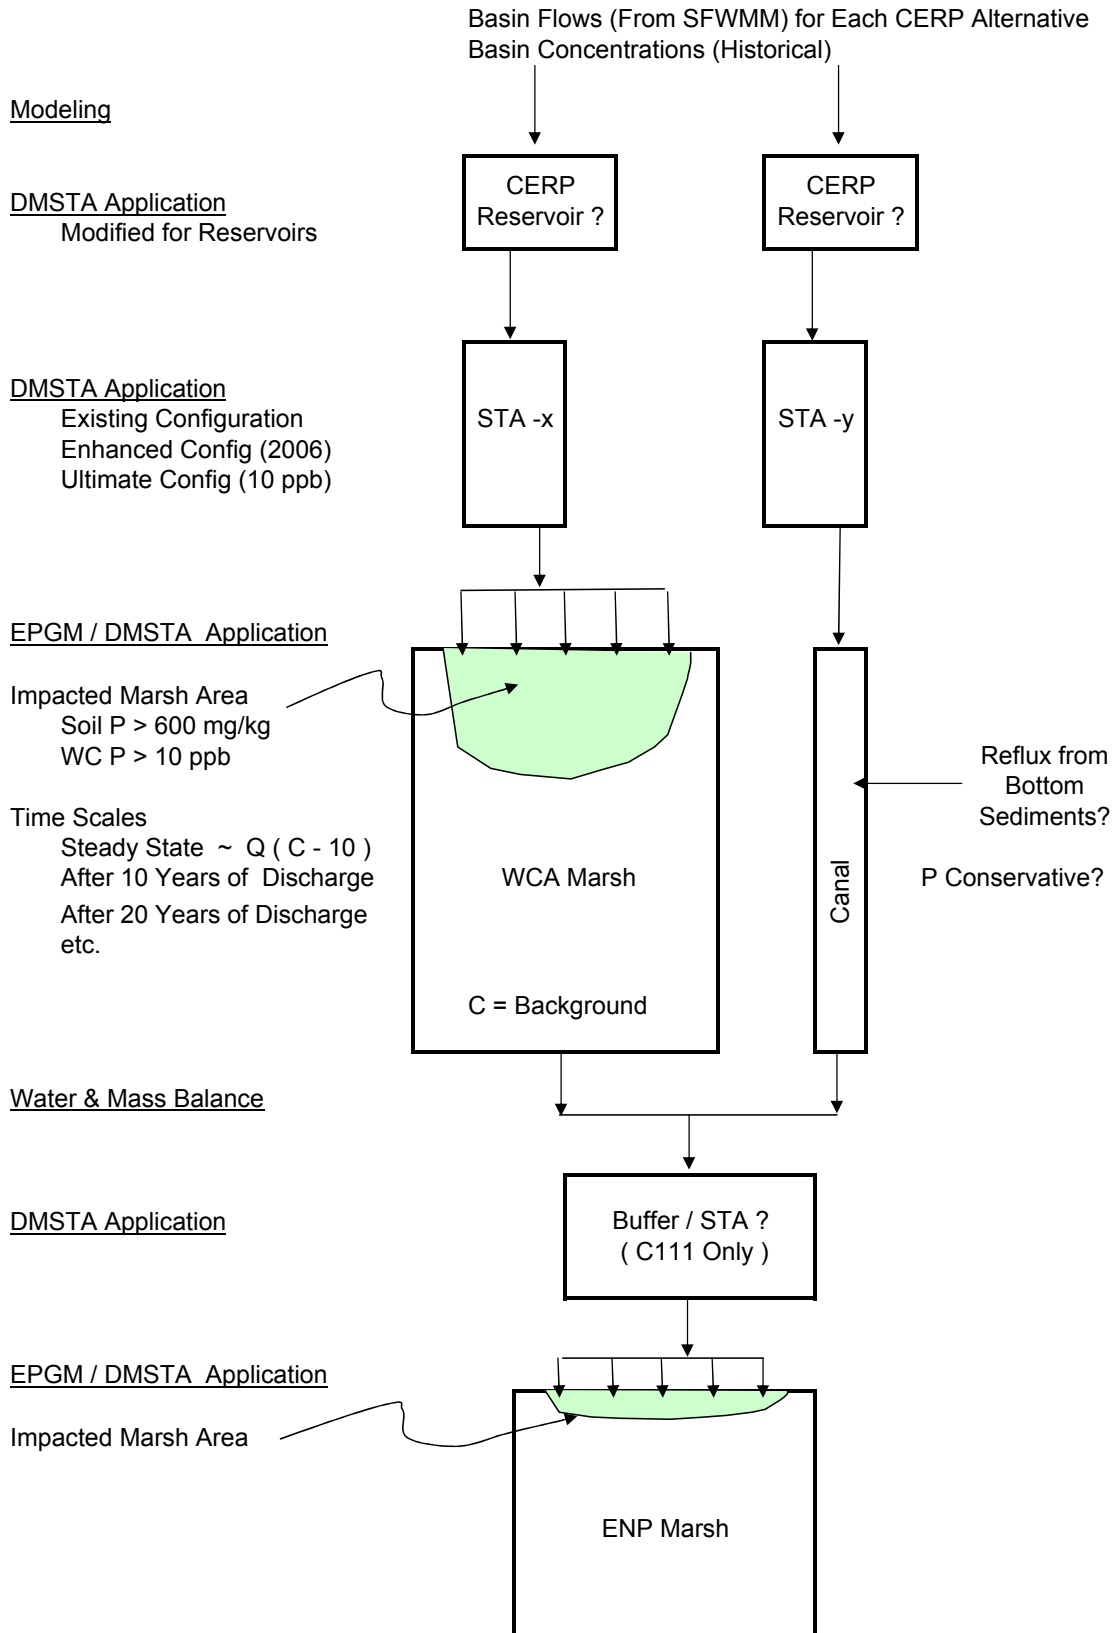 Basin Flows (From SFWMM) for Each CERP Alternative
Basin Concentrations (Historical)
Modeling
DMSTA Application
Modified for Reservoirs
CERP
Reservoir ?
CERP
Reservoir ?
DMSTA Application
Existing Configuration
Enhanced Config (2006)
Ultimate Config (10 ppb)
STA -x
STA -y
EPGM / DMSTA Application
Impacted Marsh Area
Soil P > 600 mg/kg
WC P > 10 ppb
Time Scales
Steady State ~ Q ( C - 10 )
After 10 Years of Discharge
After 20 Years of Discharge
etc.
WCA Marsh
C = Background
Canal
Reflux from
Bottom
Sediments?
P Conservative?
Water & Mass Balance
DMSTA Application
Buffer / STA ?
( C111 Only )
EPGM / DMSTA Application
Impacted Marsh Area
ENP Marsh